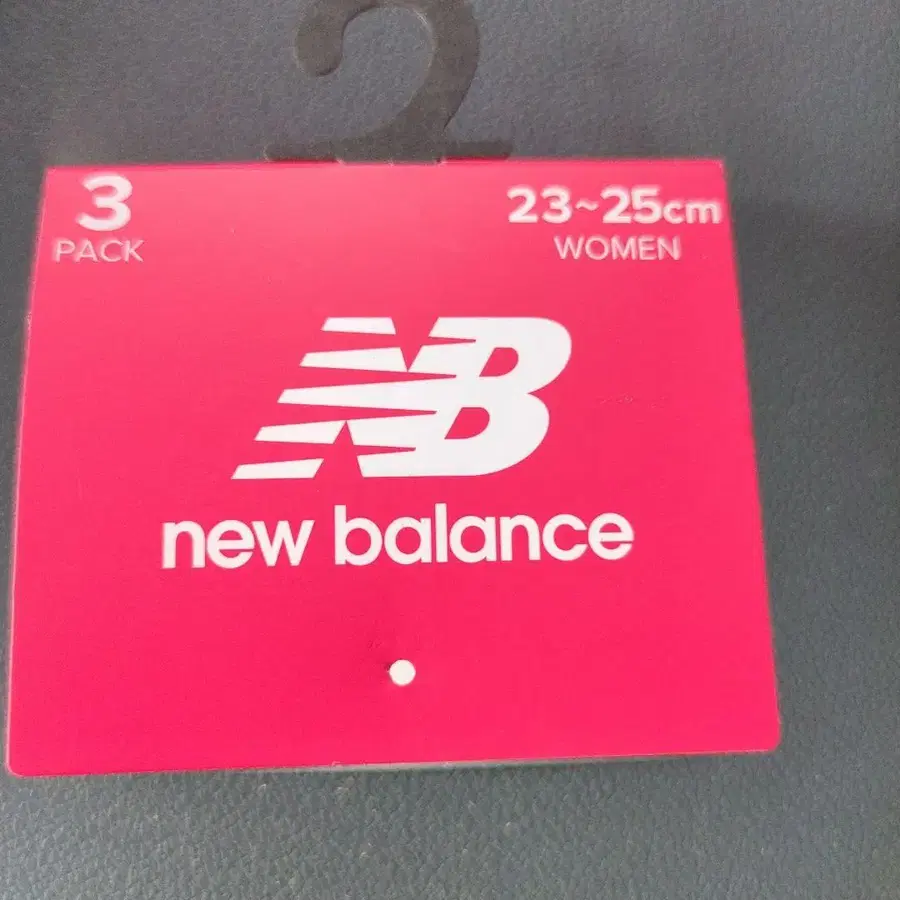 3
PACK
23~25cm
WOMEN
NB
new balance